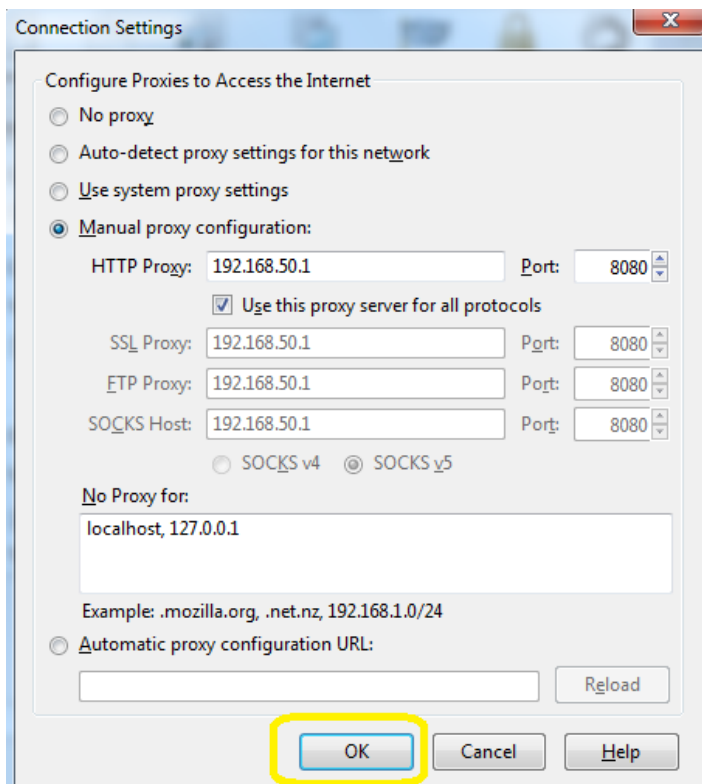 Connection Settings
Configure Proxies to Access the Internet
No proxy
Auto-detect proxy settings for this network
Use system proxy settings
Manual proxy configuration:
HTTP Proxy: 192.168.50.1 Port: 8080
Use this proxy server for all protocols
SSL Proxy: 192.168.50.1 Port: 8080
FTP Proxy: 192.168.50.1 Port: 8080
SOCKS Host: 192.168.50.1 Port: 8080
SOCKS v4 SOCKS v5
No Proxy for:
localhost, 127.0.0.1
Example: .mozilla.org, .net.nz, 192.168.1.0/24
Automatic proxy configuration URL:
Reload
OK Cancel Help